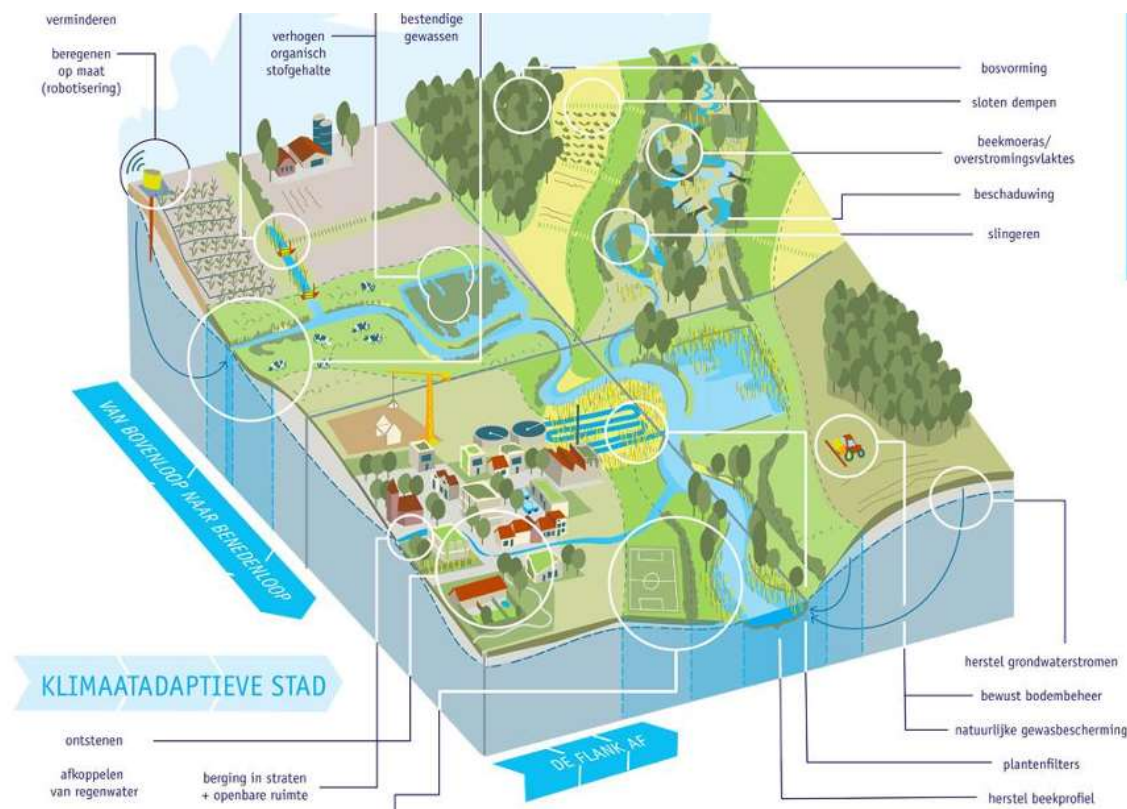 verminderen
beregenen
op maat
(robotisering)
verhogen
organisch
stofgehalte
bestendige
gewassen
bosvorming
sloten dempen
beekmoeras/
overstromingsvlaktes
beschaduwing
slingeren
VAN BOVENLOOP NAAR BENEDENLOOP
KLIMAATADAPTIEVE STAD
ontstenen
afkoppelen
van regenwater
berging in straten
+ openbare ruimte
DE FLANK AF
herstel grondwaterstromen
bewust bodembeheer
natuurlijke gewasbescherming
plantenfilters
herstel beekprofiel